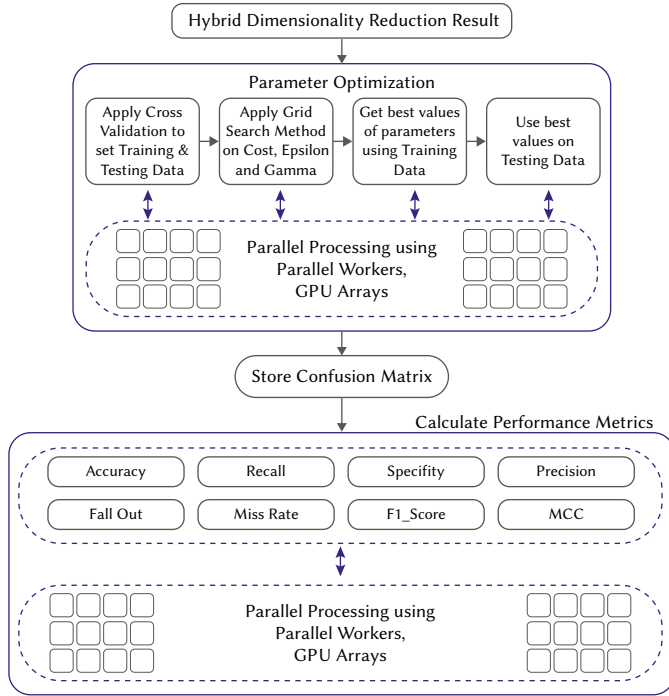 Hybrid Dimensionality Reduction Result
Parameter Optimization
Apply Cross
Validation to
set Training &
Testing Data
Apply Grid
Search Method
on Cost, Epsilon
and Gamma
Get best values
of parameters
using Training
Data
Use best
values on
Testing Data
Parallel Processing using
Parallel Workers,
GPU Arrays
Store Confusion Matrix
Calculate Performance Metrics
Accuracy
Recall
Specifity
Precision
Fall Out
Miss Rate
F1_Score
MCC
Parallel Processing using
Parallel Workers,
GPU Arrays